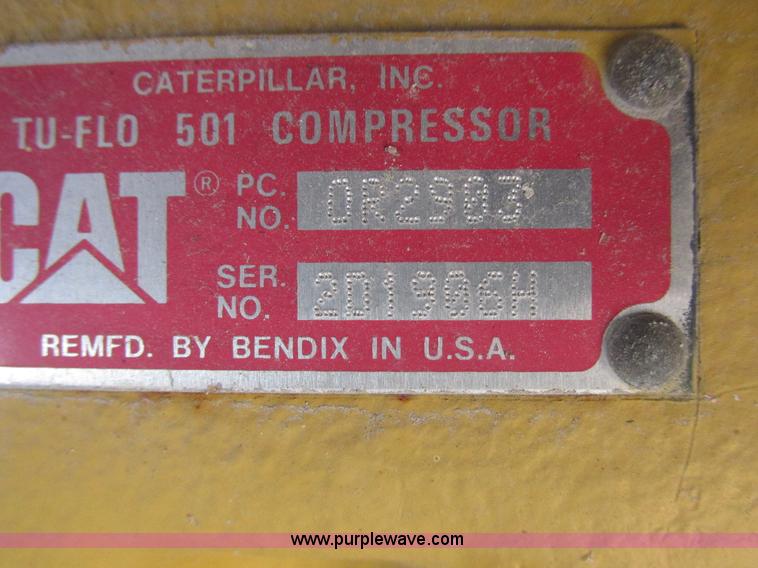 CATERPILLAR, INC.
TU-FLO 501 COMPRESSOR
CAT ® PC. NO. 0R2903
SER. NO. 2D1906H
REMFD. BY BENDIX IN U.S.A.
www.purplewave.com